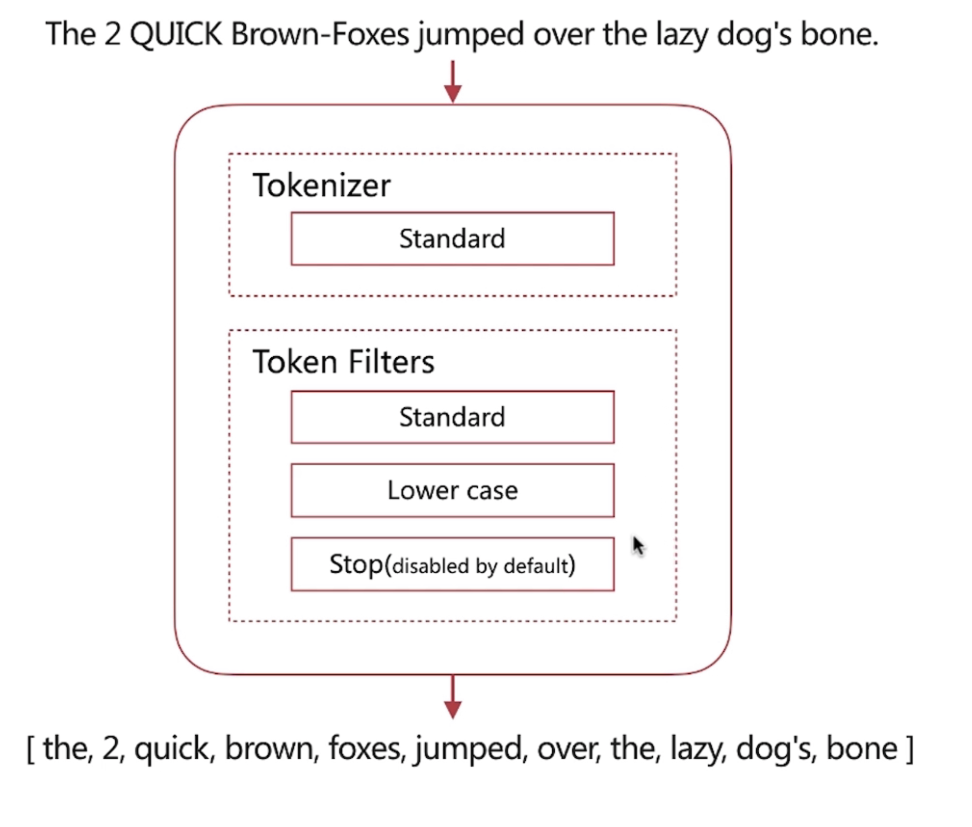 The 2 QUICK Brown-Foxes jumped over the lazy dog's bone.
Tokenizer
Standard
Token Filters
Standard
Lower case
Stop(disabled by default)
[ the, 2, quick, brown, foxes, jumped, over, the, lazy, dog's, bone ]